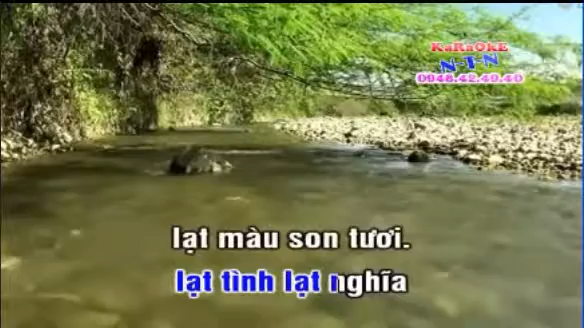 KaRaOkE
N-T-N
0948.42.40.40
lạt màu son tươi.
lạt tình lạt nghĩa